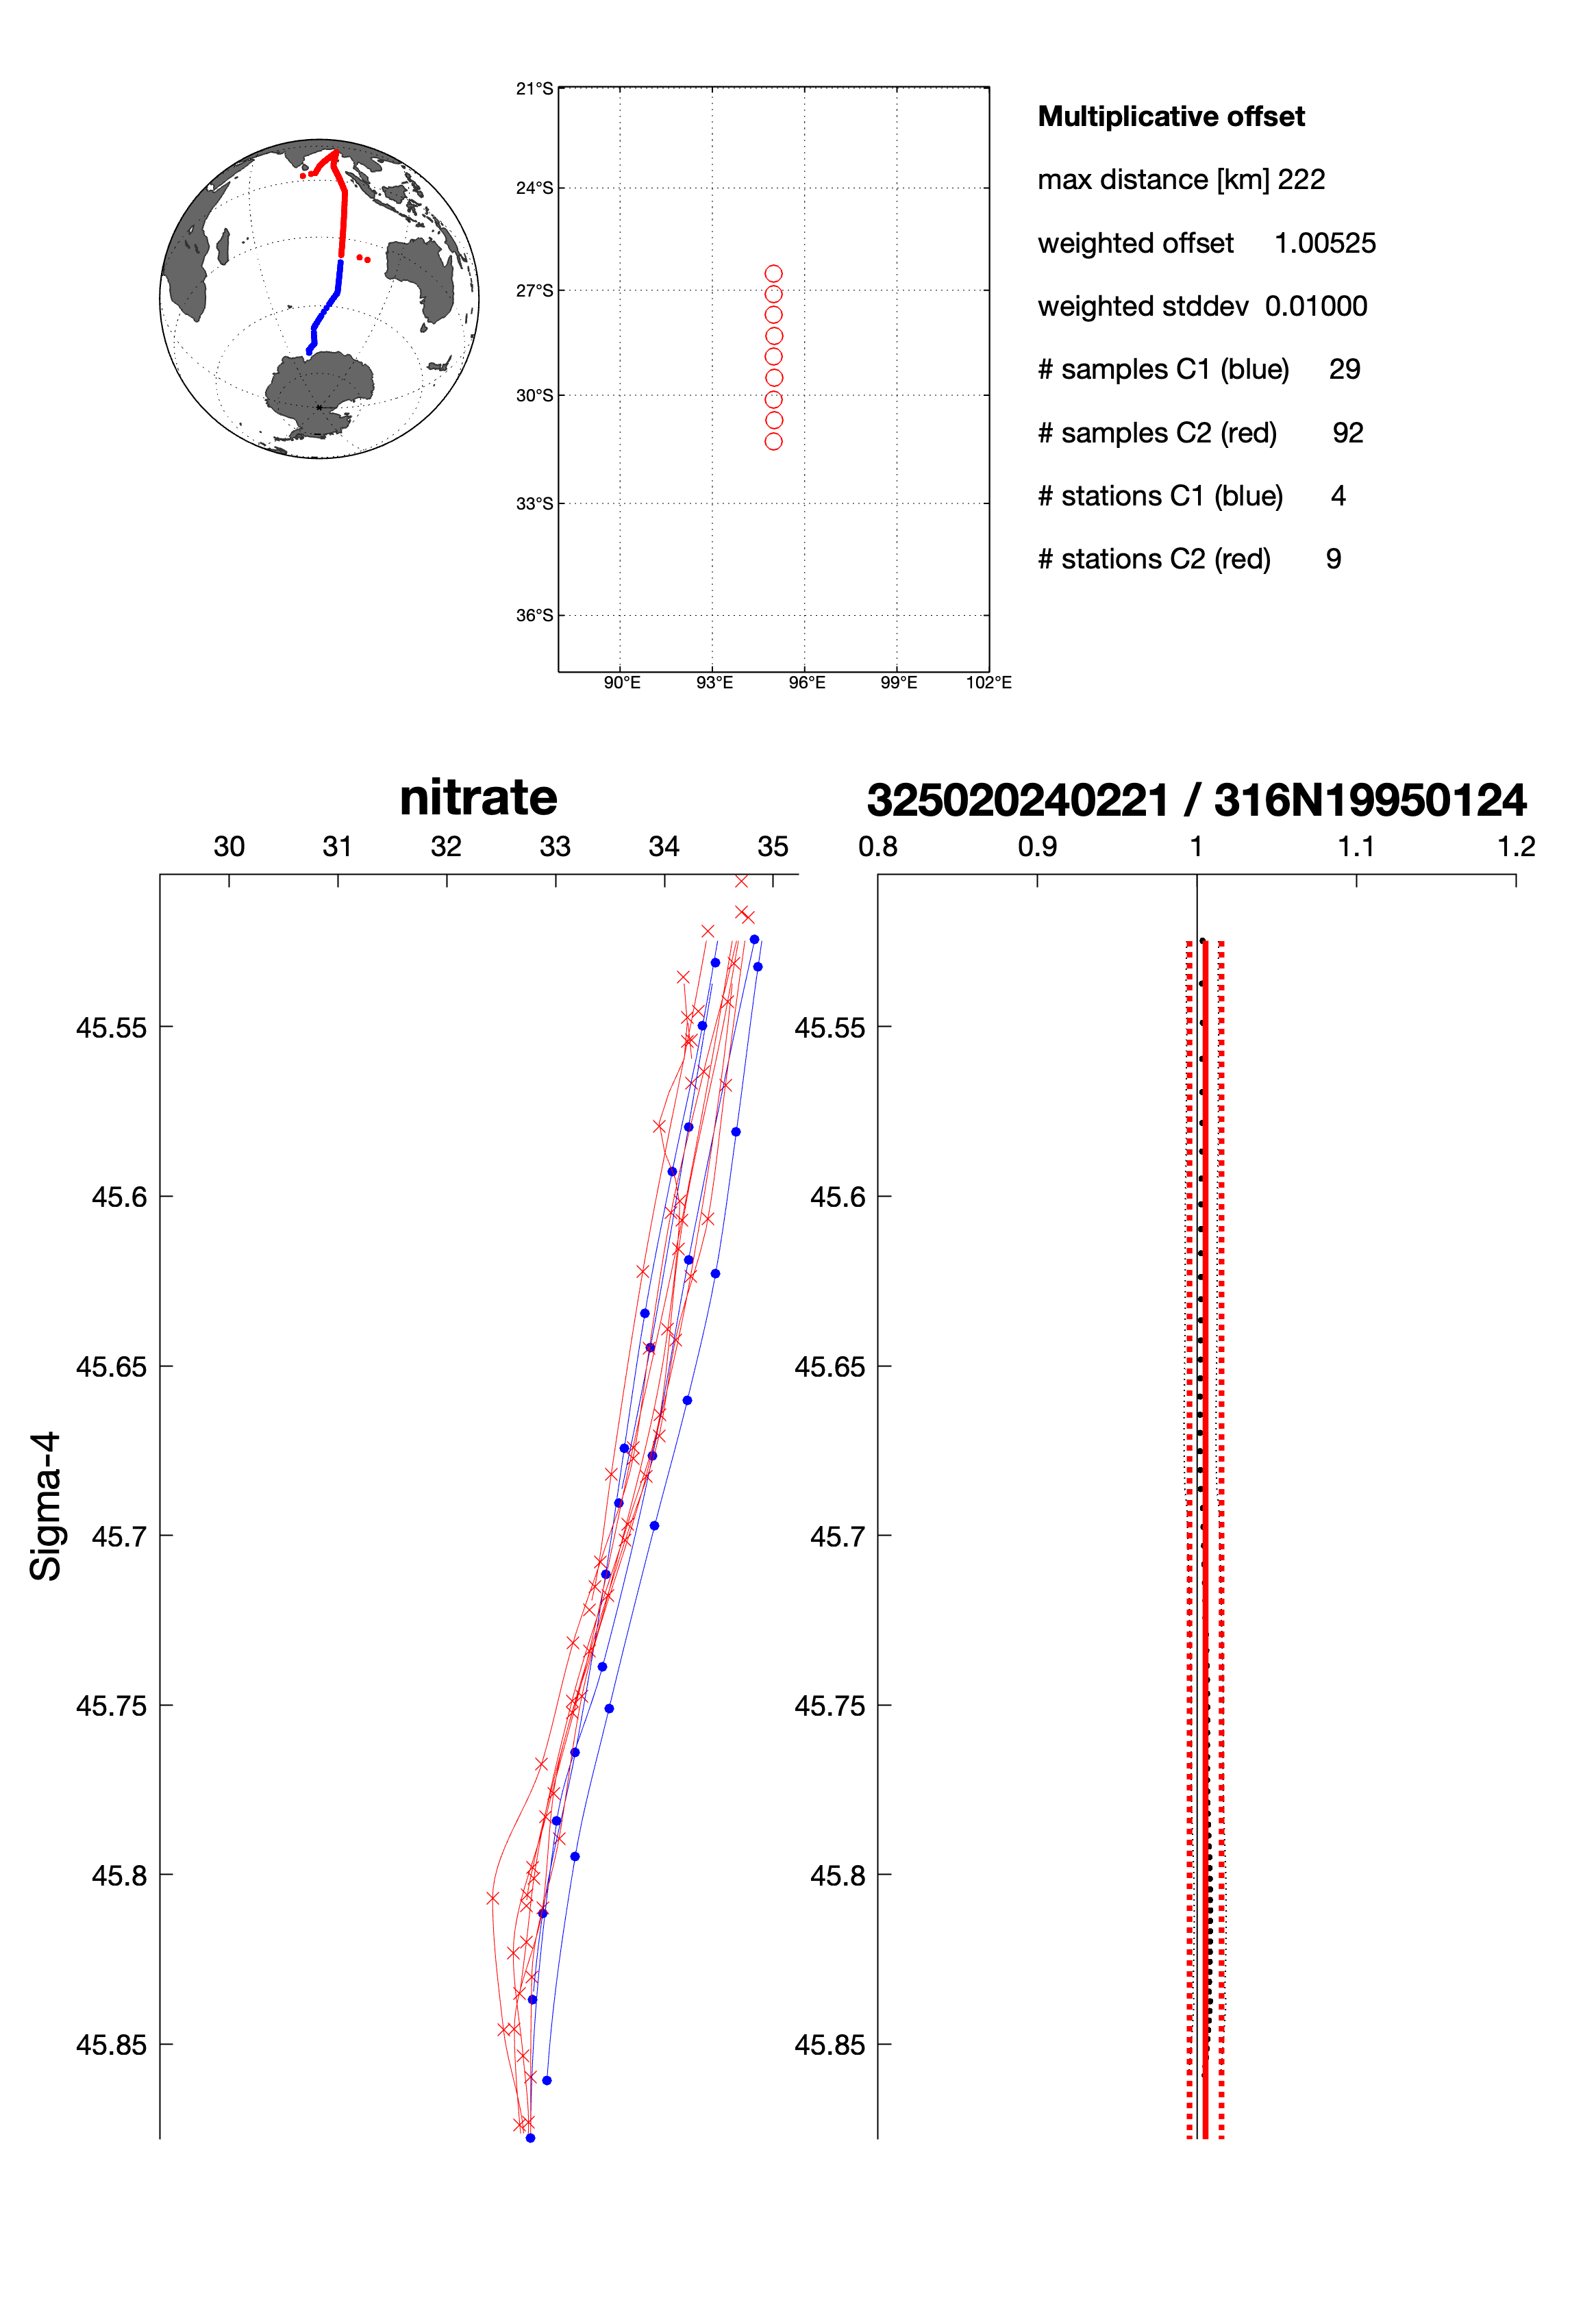 21°S
24°S
27°S
30°S
33°S
36°S
90°E 93°E 96°E 99°E 102°E
Multiplicative offset
max distance [km] 222
weighted offset 1.00525
weighted stddev 0.01000
# samples C1 (blue) 29
# samples C2 (red) 92
# stations C1 (blue) 4
# stations C2 (red) 9
nitrate
30 31 32 33 34 35
45.55
45.6
45.65
45.7
45.75
45.8
45.85
Sigma-4
325020240221 / 316N19950124
0.8 0.9 1 1.1 1.2
45.55
45.6
45.65
45.7
45.75
45.8
45.85